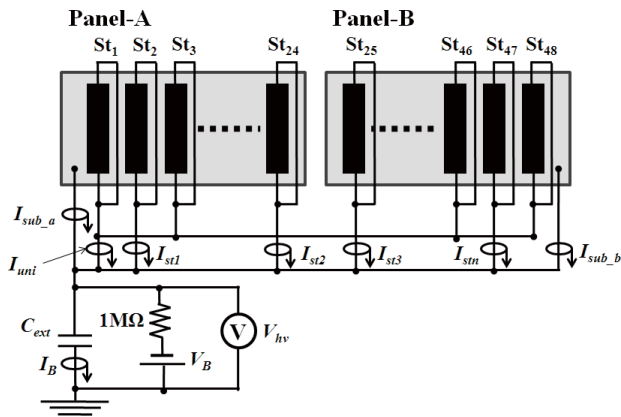 Panel-A Panel-B
St1 St2 St3 St24 St25 St46 St47 St48
Isub_a
Iuni Ist1 Ist2 Ist3 Istn Isub_b
Cext 1MΩ V Vhv
IB VB